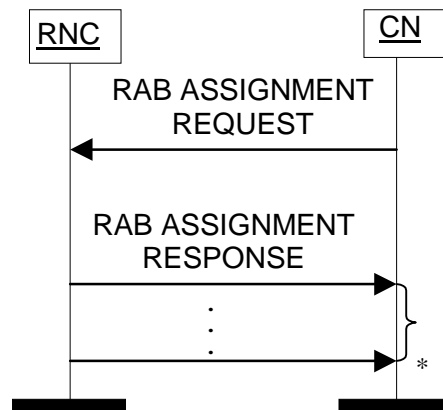 RNC
CN
RAB ASSIGNMENT
REQUEST
RAB ASSIGNMENT
RESPONSE
*